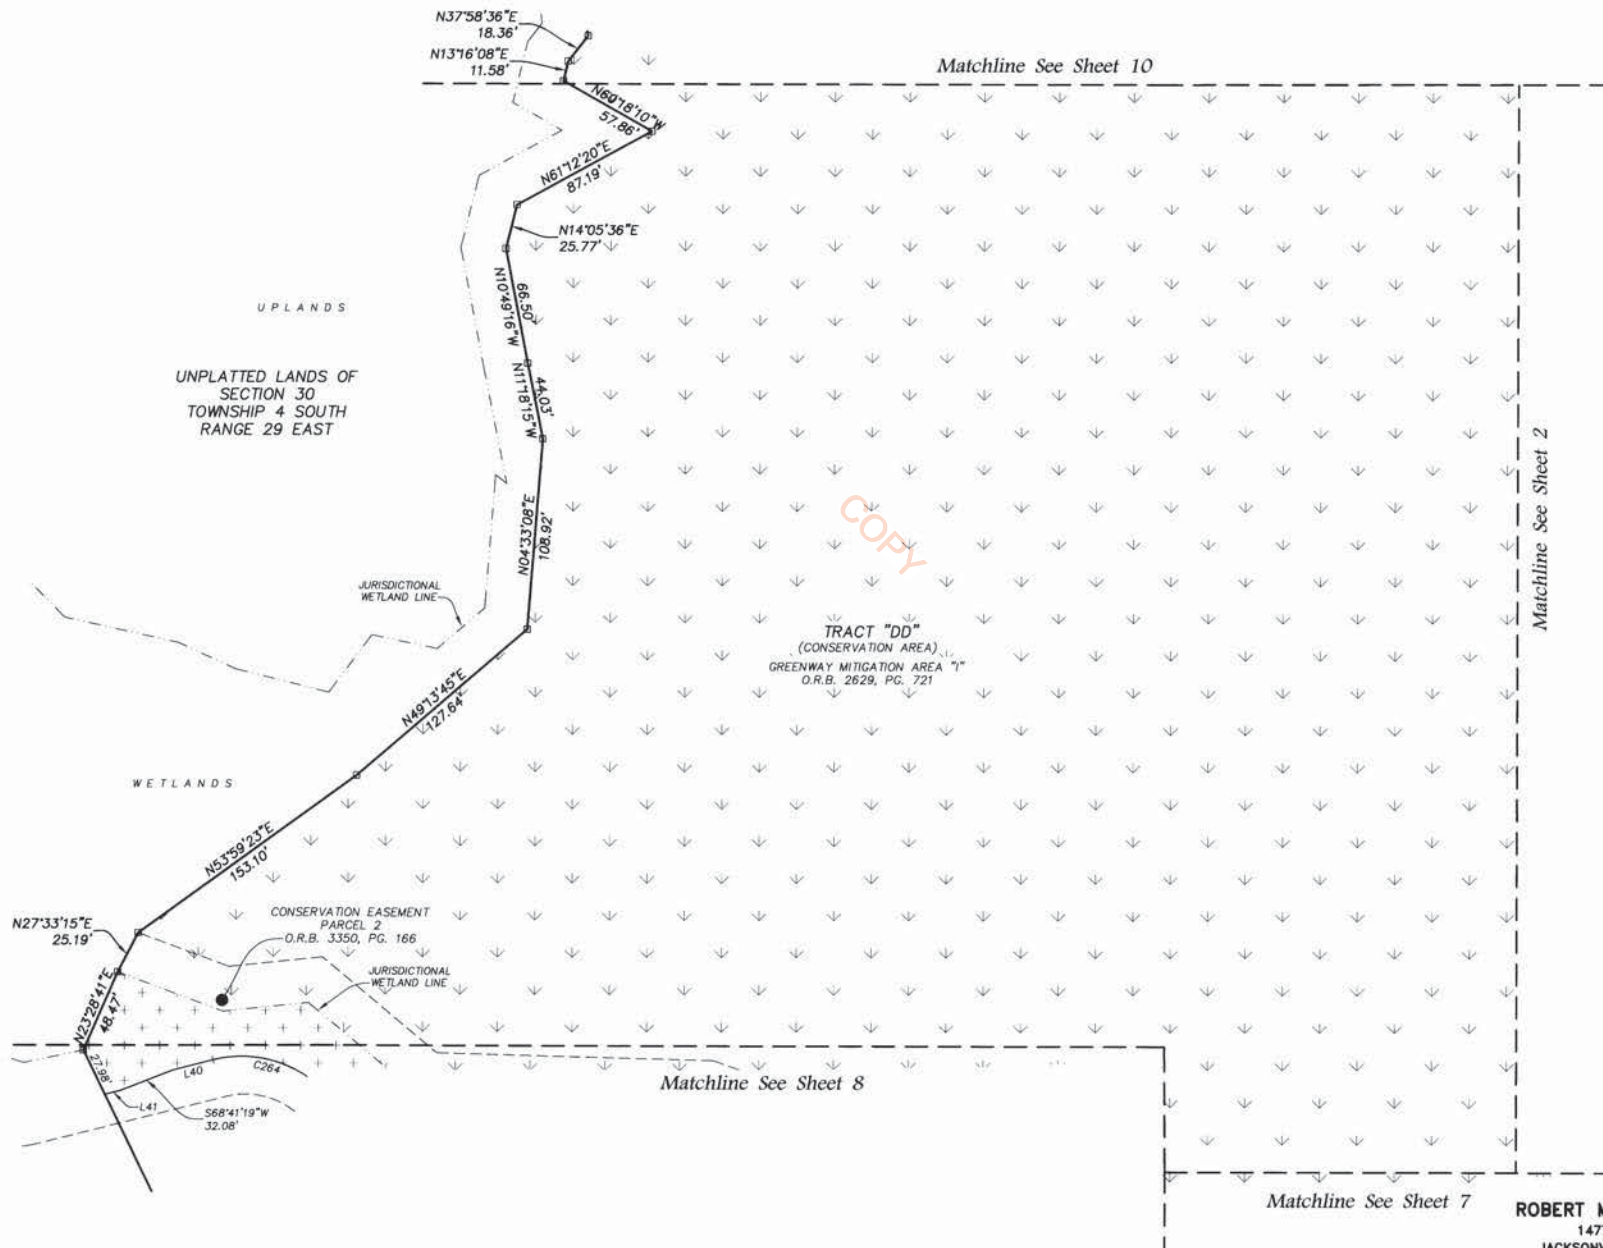 N37°58'36"E
18.36'
N13°16'08"E
11.58'
Matchline See Sheet 10
N60°18'10"W
57.86'
N61°12'20"E
87.19'
N14°05'36"E
25.77'
N10°49'16"W
66.50'
UPLANDS
UNPLATTED LANDS OF
SECTION 30
TOWNSHIP 4 SOUTH
RANGE 29 EAST
N11°18'15"W
44.03'
Matchline See Sheet 2
COPY
N04°33'08"E
108.92'
JURISDICTIONAL
WETLAND LINE
TRACT "DD"
(CONSERVATION AREA)
GREENWAY MITIGATION AREA "I"
O.R.B. 2629, PG. 721
N49°13'45"E
127.64'
WETLANDS
N53°59'23"E
153.10'
N27°33'15"E
25.19'
CONSERVATION EASEMENT
PARCEL 2
O.R.B. 3350, PG. 166
JURISDICTIONAL
WETLAND LINE
N23°28'41"E
48.47'
27.98'
L40
C264
L41
S68°41'19"W
32.08'
Matchline See Sheet 8
Matchline See Sheet 7
ROBERT M
147